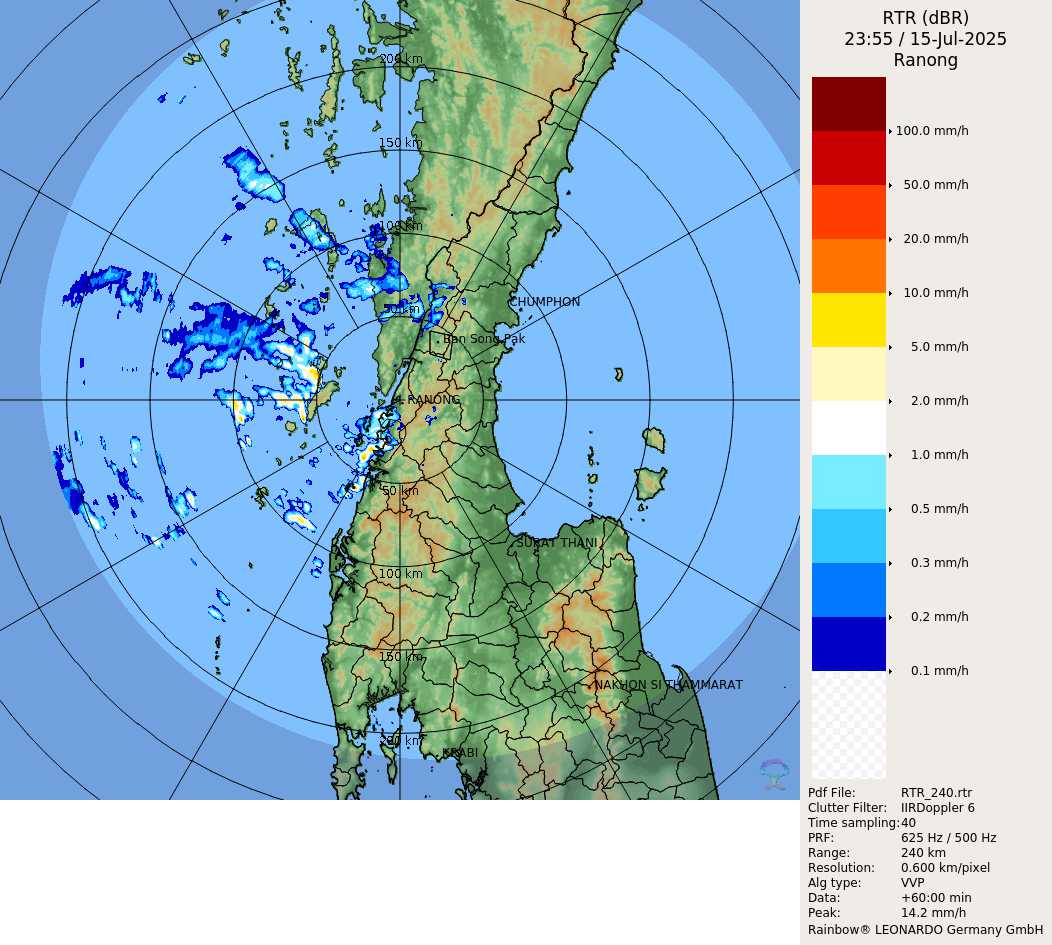 RTR (dBR)
23:55 / 15-Jul-2025
Ranong
100.0 mm/h
50.0 mm/h
20.0 mm/h
10.0 mm/h
5.0 mm/h
2.0 mm/h
1.0 mm/h
0.5 mm/h
0.3 mm/h
0.2 mm/h
0.1 mm/h
Pdf File: RTR_240.rtr
Clutter Filter: IIRDoppler 6
Time sampling: 40
PRF: 625 Hz / 500 Hz
Range: 240 km
Resolution: 0.600 km/pixel
Alg type: VVP
Data: +60:00 min
Peak: 14.2 mm/h
Rainbow® LEONARDO Germany GmbH
200 km
150 km
100 km
50 km
CHUMPHON
Ban Song Pak
RANONG
50 km
SURAT THANI
100 km
150 km
NAKHON SI THAMMARAT
200 km
KRABI